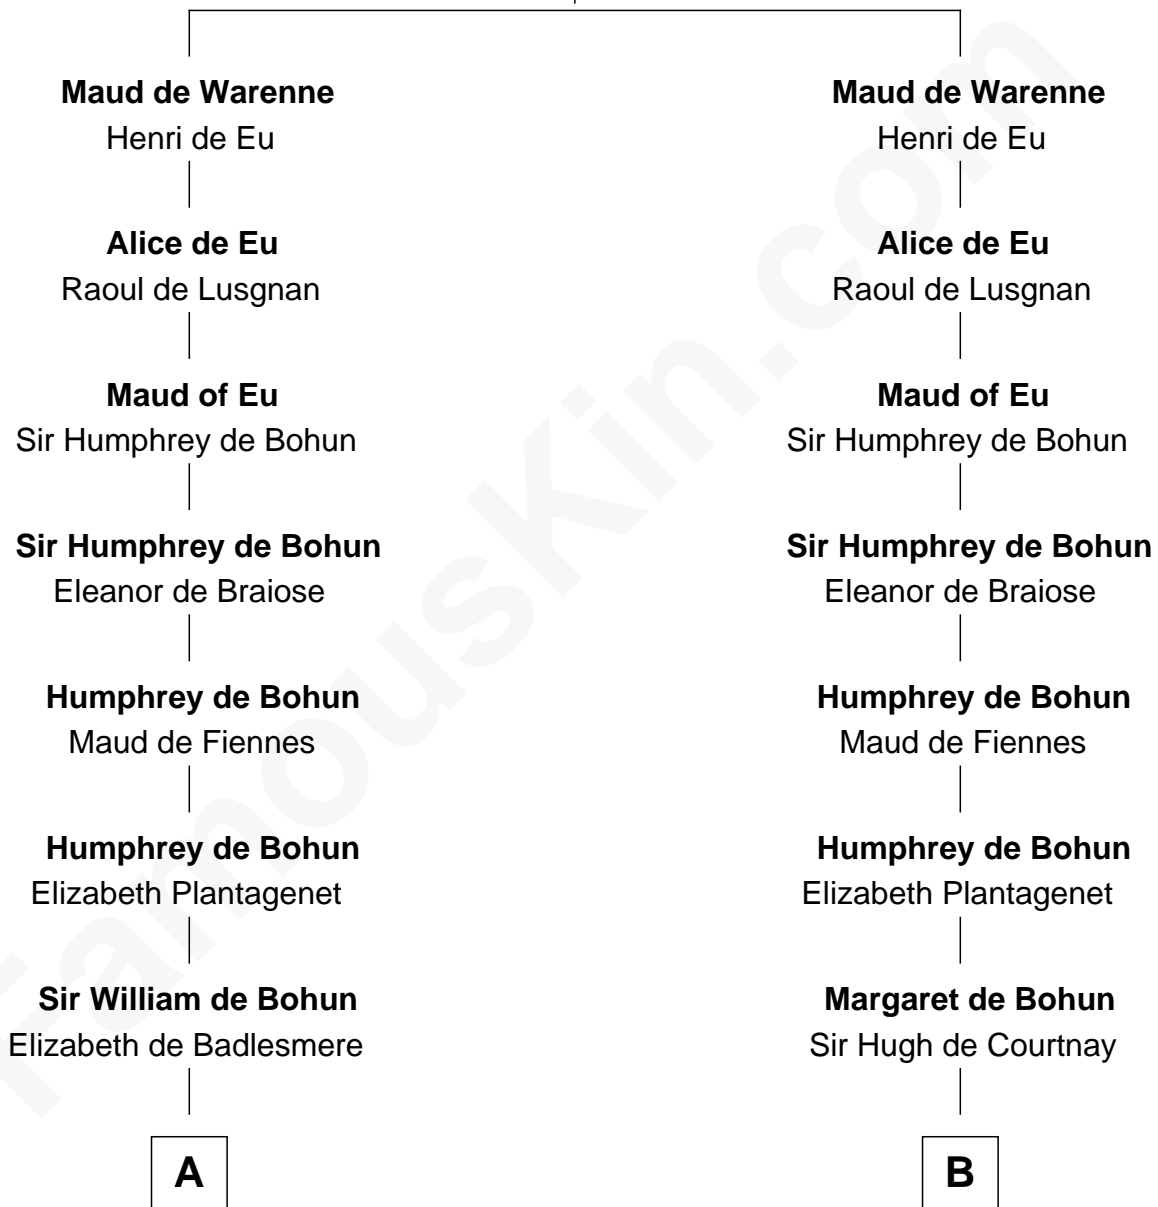 Maud de Warenne
Henri de Eu
Alice de Eu
Raoul de Lusgnan
Maud of Eu
Sir Humphrey de Bohun
Sir Humphrey de Bohun
Eleanor de Braiose
Humphrey de Bohun
Maud de Fiennes
Humphrey de Bohun
Elizabeth Plantagenet
Sir William de Bohun
Elizabeth de Badlesmere
A
Maud de Warenne
Henri de Eu
Alice de Eu
Raoul de Lusgnan
Maud of Eu
Sir Humphrey de Bohun
Sir Humphrey de Bohun
Eleanor de Braiose
Humphrey de Bohun
Maud de Fiennes
Humphrey de Bohun
Elizabeth Plantagenet
Margaret de Bohun
Sir Hugh de Courtnay
B
FamousKin.com